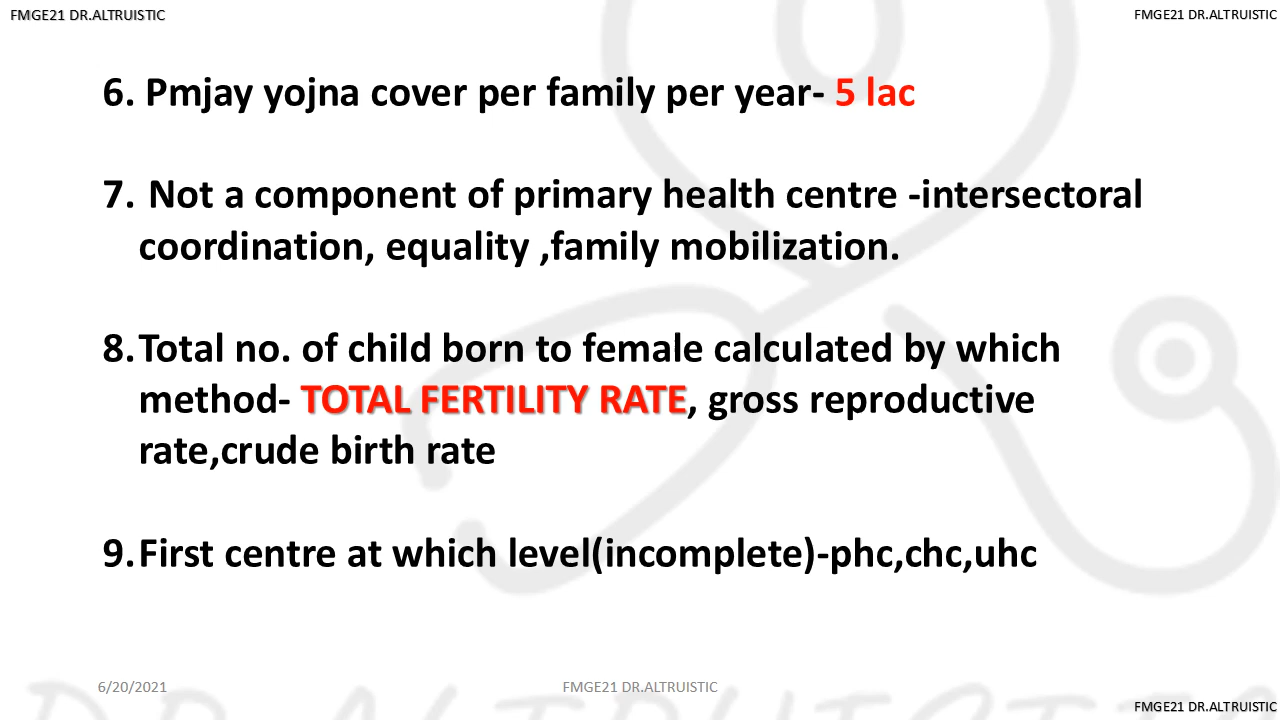 FMGE21 DR.ALTRUISTIC
FMGE21 DR.ALTRUISTIC
6. Pmjay yojna cover per family per year- 5 lac
7. Not a component of primary health centre -intersectoral
coordination, equality ,family mobilization.
8. Total no. of child born to female calculated by which
method- TOTAL FERTILITY RATE, gross reproductive
rate,crude birth rate
9. First centre at which level(incomplete)-phc,chc,uhc
6/20/2021
FMGE21 DR.ALTRUISTIC
FMGE21 DR.ALTRUISTIC
DR.ALTRUISTIC